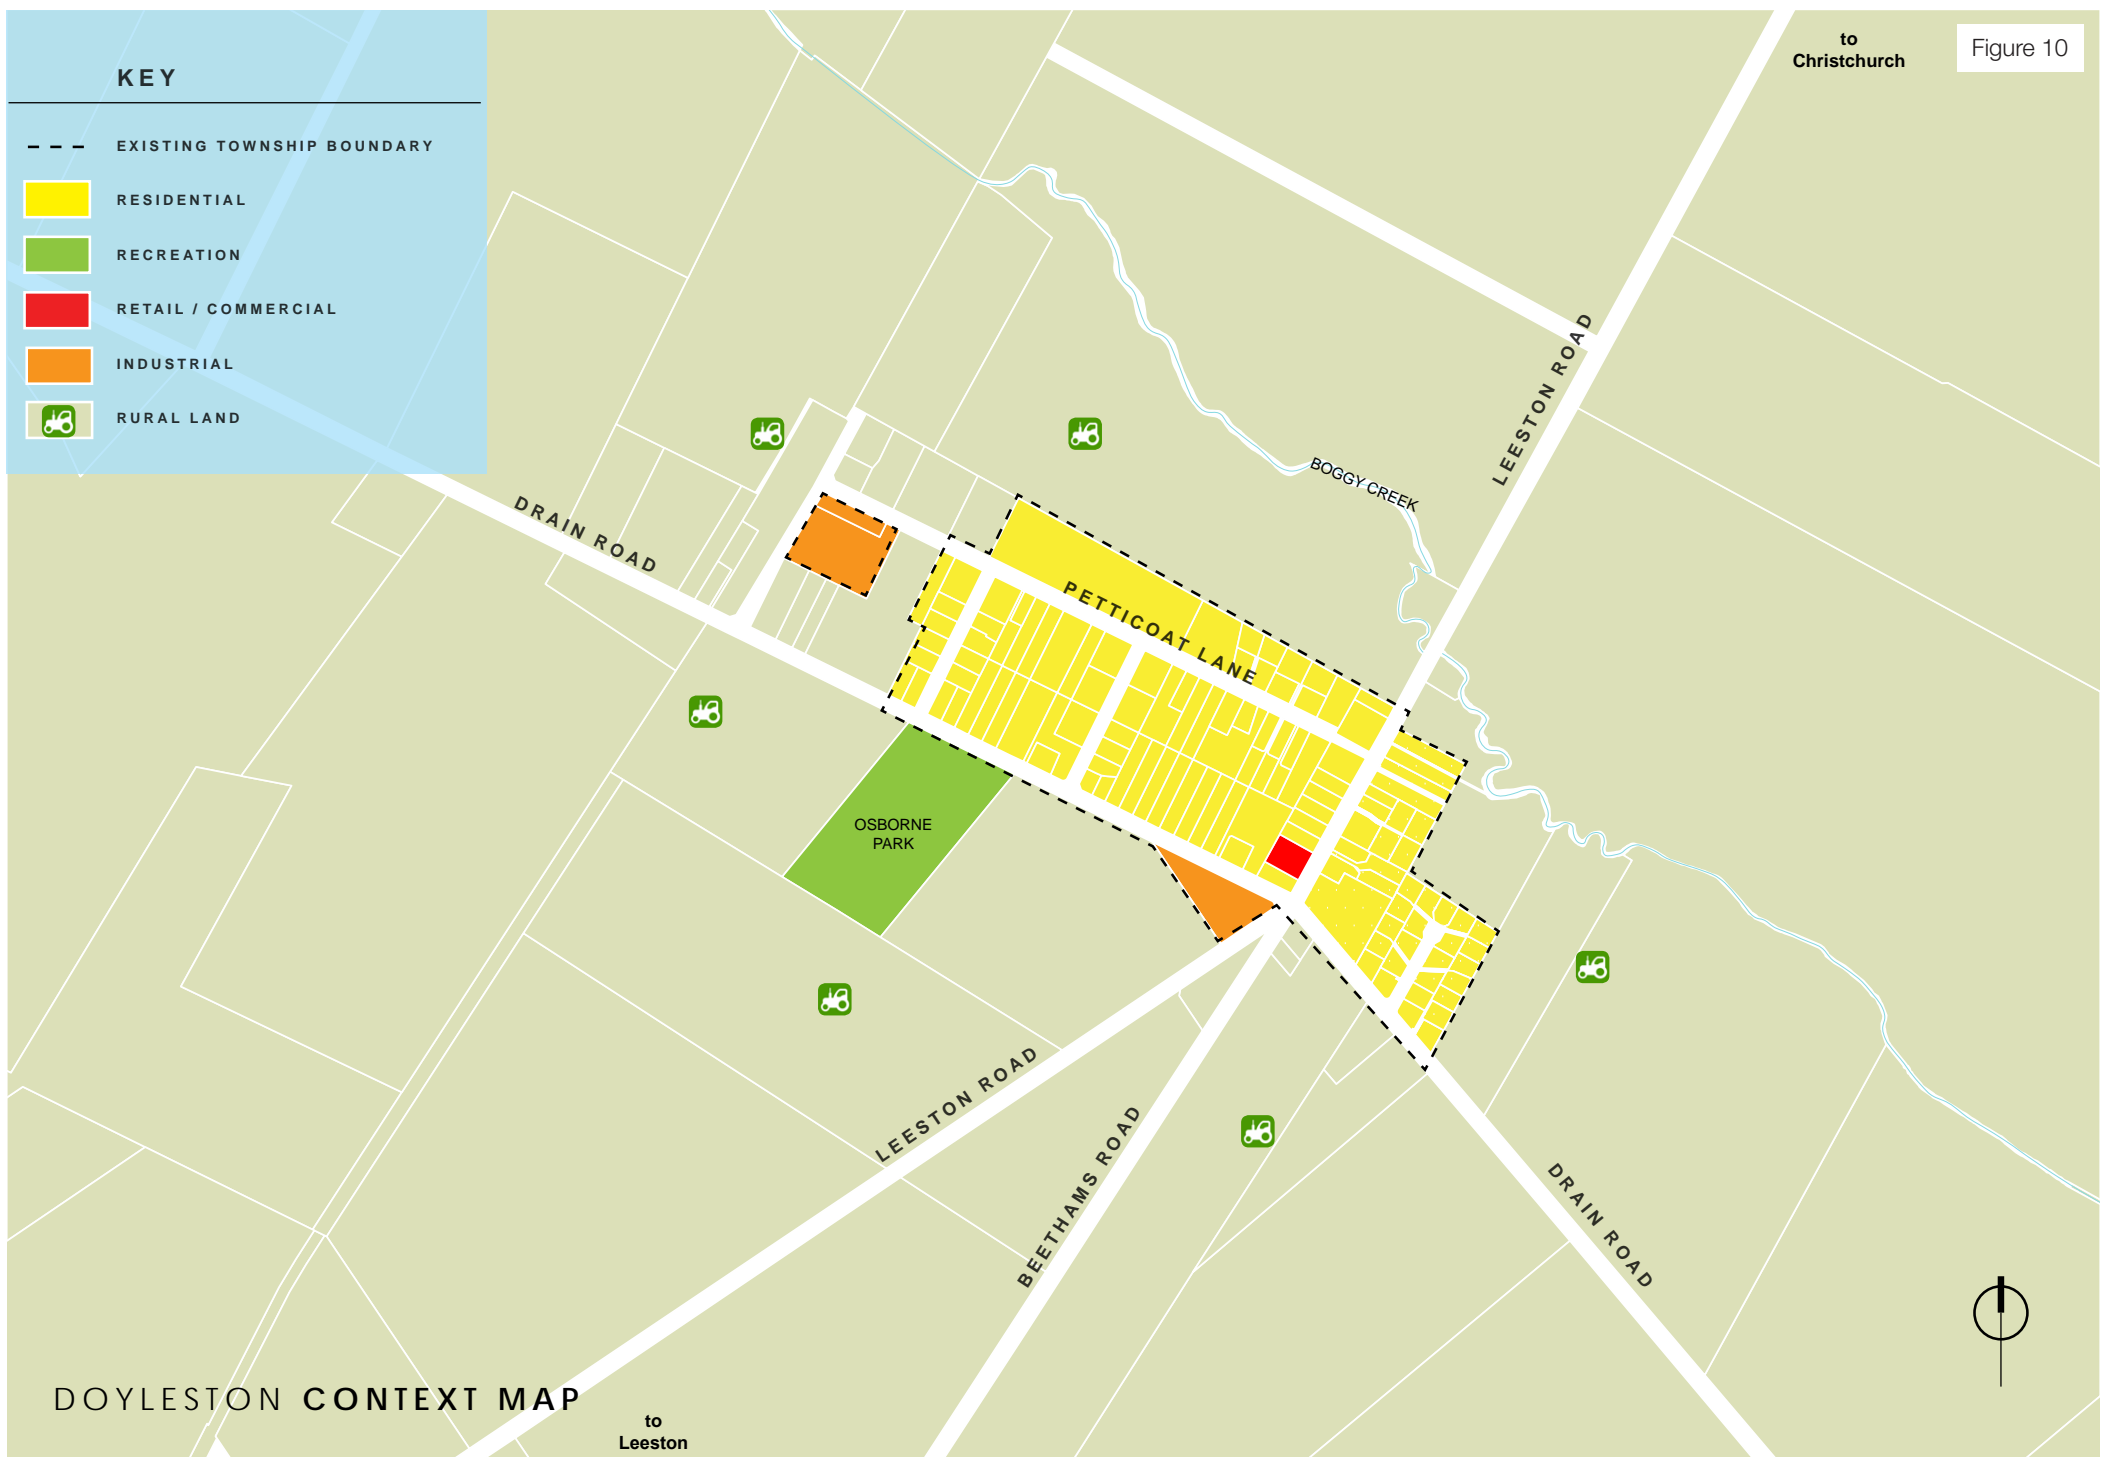 KEY
EXISTING TOWNSHIP BOUNDARY
RESIDENTIAL
RECREATION
RETAIL / COMMERCIAL
INDUSTRIAL
RURAL LAND
to
Christchurch
Figure 10
LEESTON ROAD
BOGGY CREEK
DRAIN ROAD
PETTICOAT LANE
OSBORNE
PARK
LEESTON ROAD
BEETHAMS ROAD
DRAIN ROAD
DOYLESTON CONTEXT MAP
to
Leeston